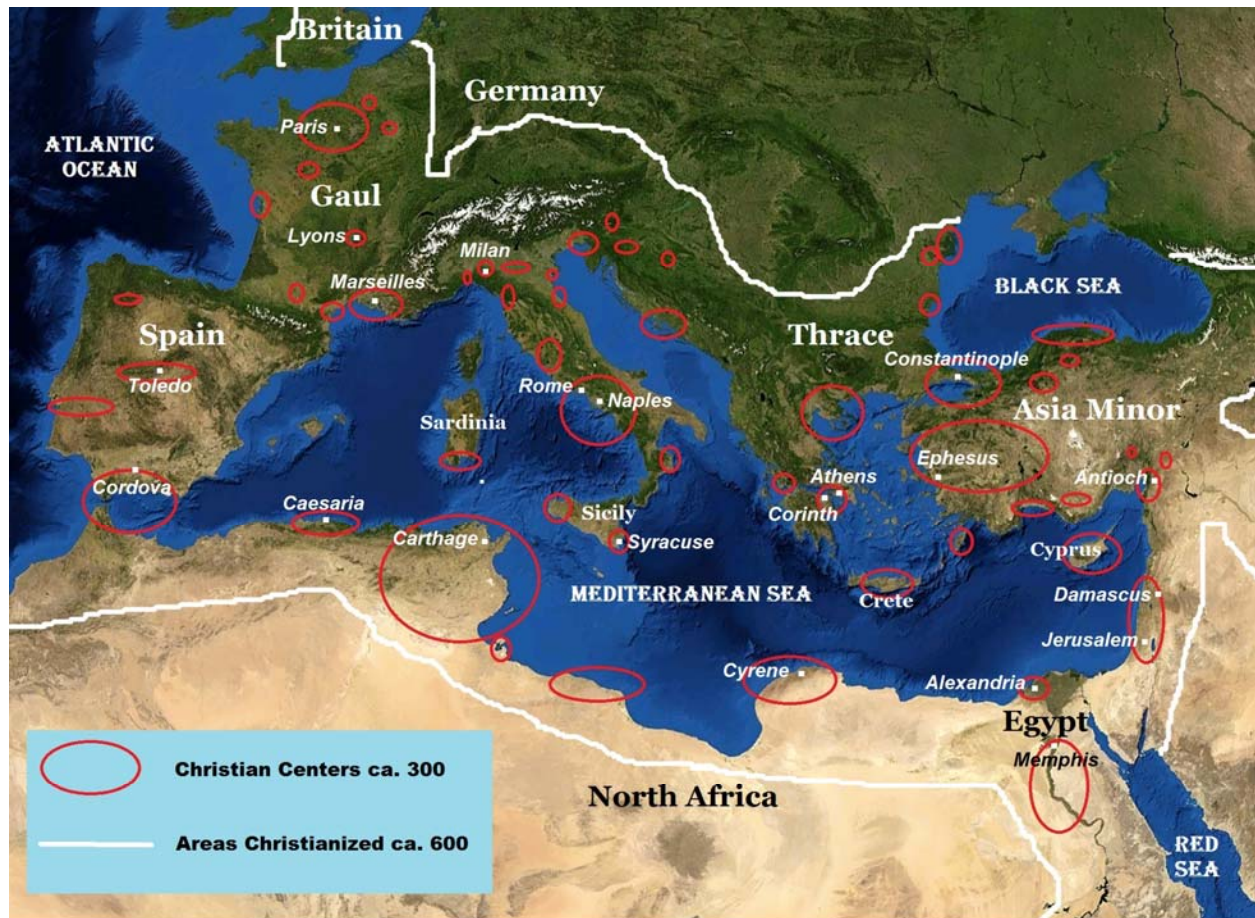 Britain
Germany
Paris
ATLANTIC
OCEAN
Gaul
Lyons
Milan
Marseilles
BLACK SEA
Spain
Thrace
Constantinople
Toledo
Rome
Naples
Asia Minor
Sardinia
Ephesus
Athens
Antioch
Cordova
Caesaria
Corinth
Sicily
Carthage
Syracuse
Cyprus
MEDITERRANEAN SEA
Crete
Damascus
Jerusalem
Cyrene
Alexandria
Egypt
Memphis
Christian Centers ca. 300
North Africa
Areas Christianized ca. 600
RED
SEA